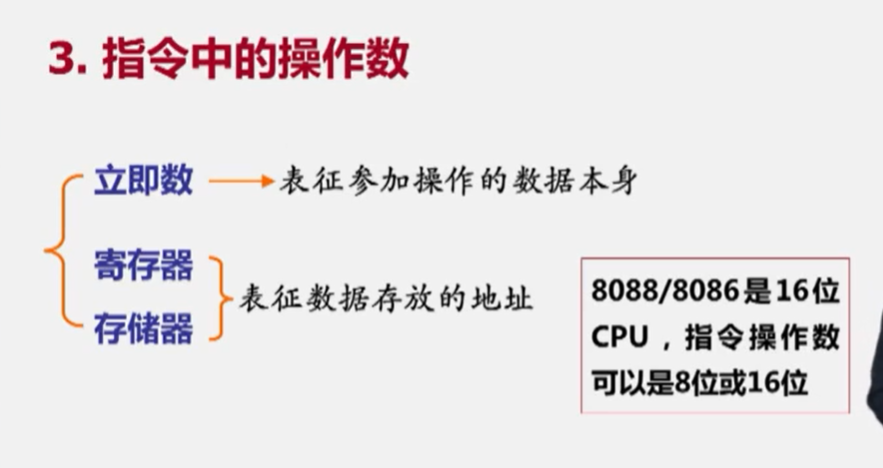 3. 指令中的操作数
立即数 表征参加操作的数据本身
寄存器
存储器
表征数据存放的地址
8088/8086是16位
CPU，指令操作数
可以是8位或16位